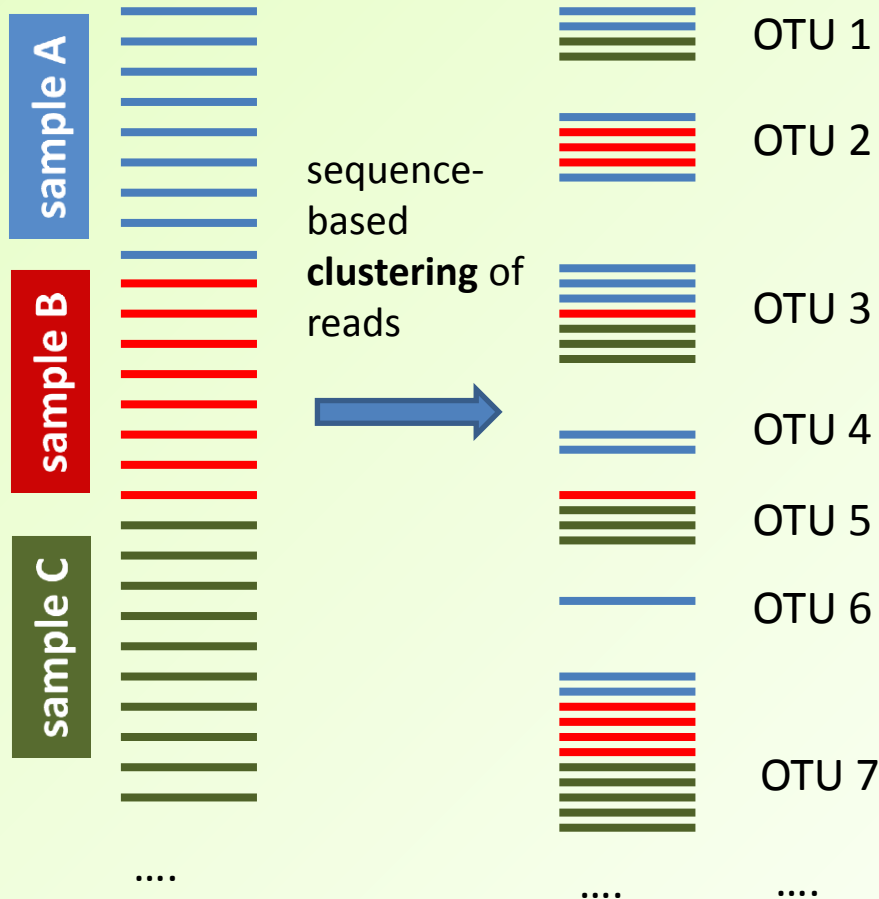 sample A
sample B
sample C
....
sequence-
based
clustering of
reads
OTU 1
OTU 2
OTU 3
OTU 4
OTU 5
OTU 6
OTU 7
....
....